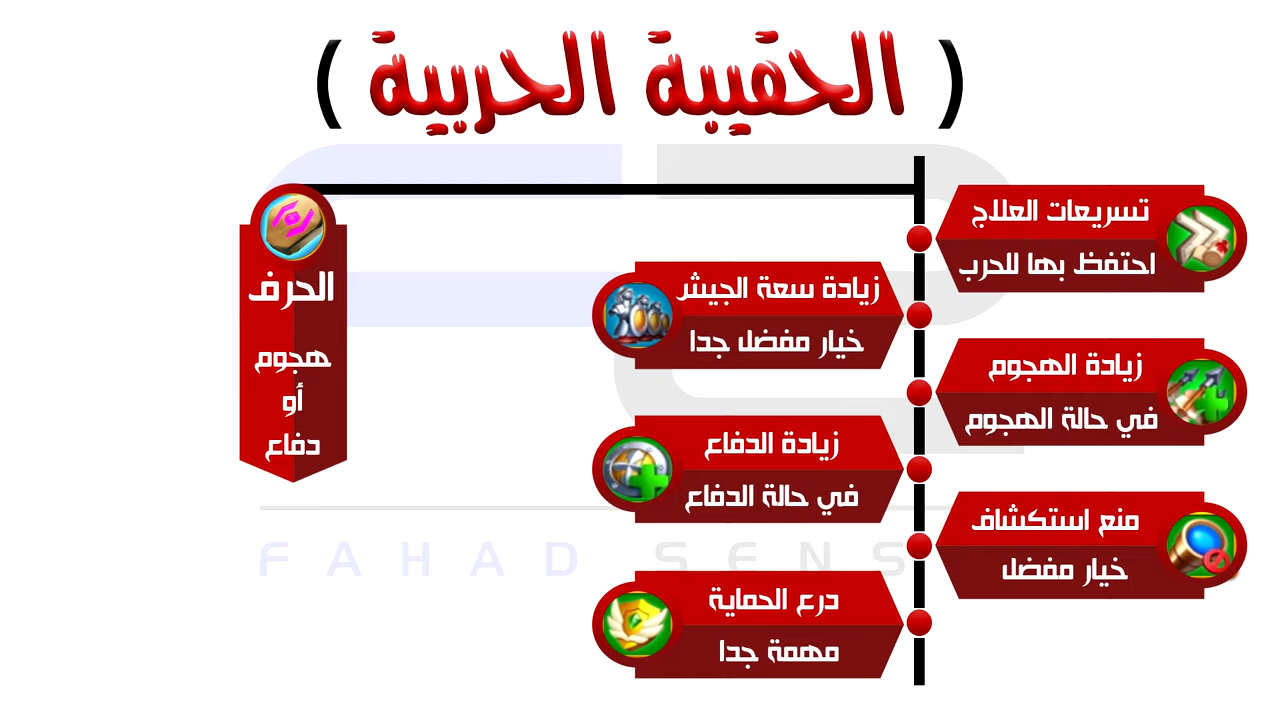 ( الحقيبة الحربية )
تسريعات العلاج
احتفظ بها للحرب
زيادة سعة الجيش
خيار مفضل جدا
زيادة الهجوم
في حالة الهجوم
زيادة الدفاع
في حالة الدفاع
منع استكشاف
خيار مفضل
درع الحماية
مهمة جدا
الحرف
هجوم
أو
دفاع
FAHAD SENS